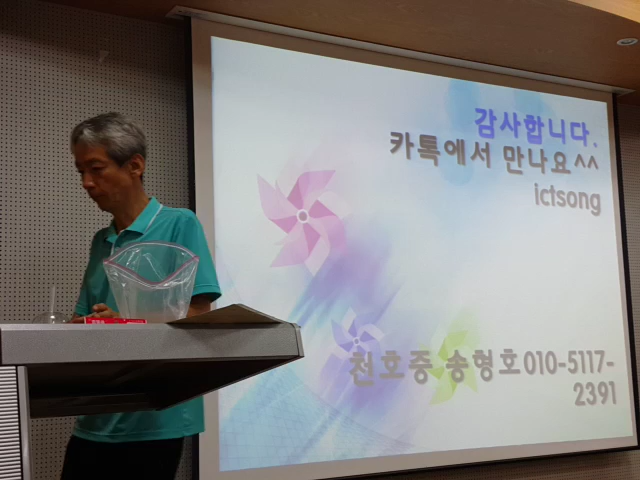 감사합니다.
카톡에서 만나요^^
ictsong
천호중 송형호010-5117-
2391